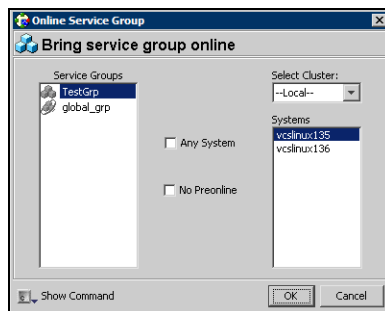 Online Service Group
Bring service group online
Service Groups
TestGrp
global_grp
Any System
No Preonline
Select Cluster:
--Local--
Systems
vcslinux135
vcslinux136
Show Command
OK
Cancel